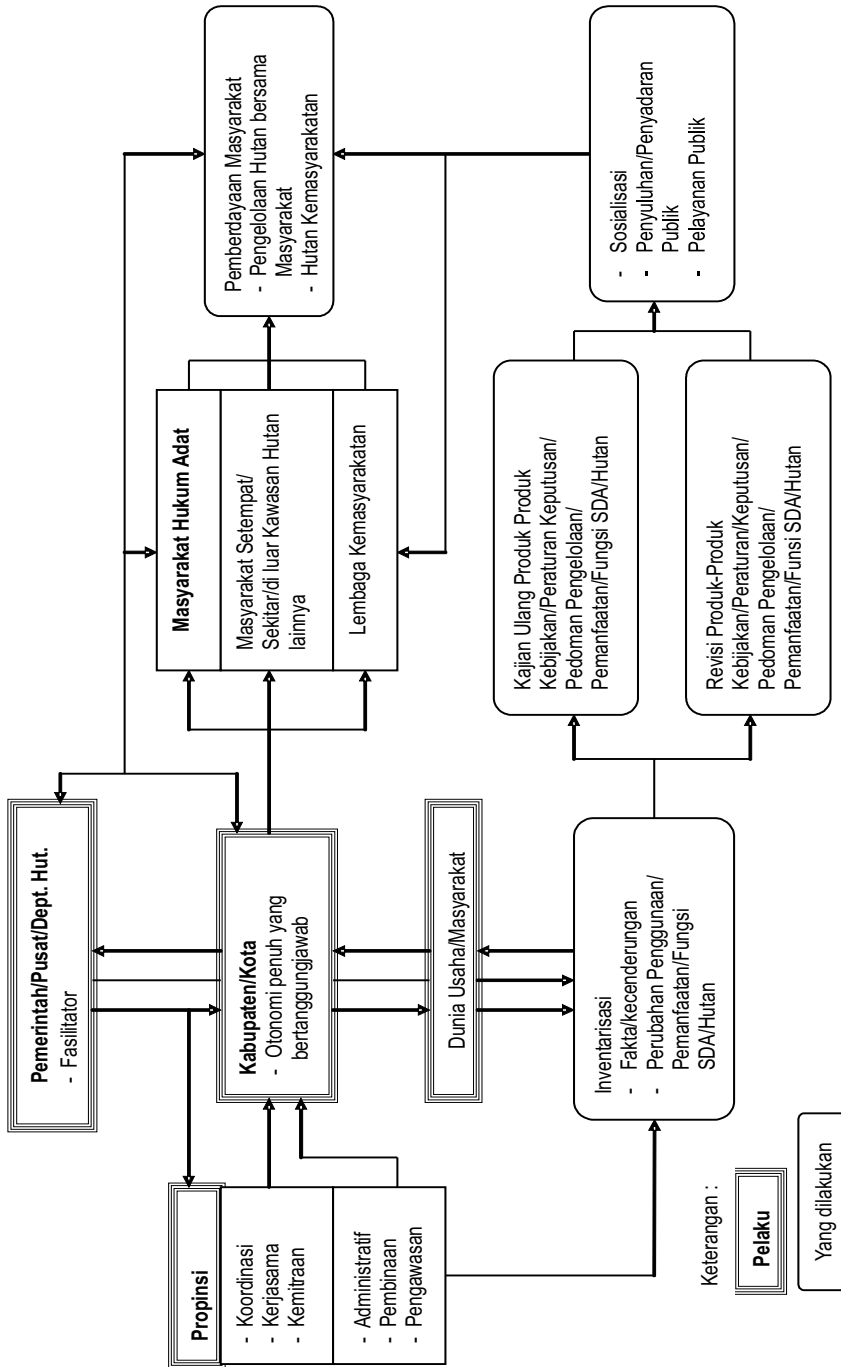 Pemerintah/Pusat/Dept. Hut.
- Fasilitator
Propinsi
- Koordinasi
- Kerjasama
- Kemitraan
- Administratif
- Pembinaan
- Pengawasan
Kabupaten/Kota
- Otonomi penuh yang
bertanggungjawab
Dunia Usaha/Masyarakat
Masyarakat Hukum Adat
Masyarakat Setempat/
Sekitar/di luar Kawasan Hutan
lainnya
Lembaga Kemasyarakatan
Pemberdayaan Masyarakat
- Pengelolaan Hutan bersama
Masyarakat
- Hutan Kemasyarakatan
Inventarisasi
- Fakta/kecenderungan
- Perubahan Penggunaan/
Pemanfaatan/Fungsi
SDA/Hutan
Kajian Ulang Produk Produk
Kebijakan/Peraturan Keputusan/
Pedoman Pengelolaan/
Pemanfaatan/Fungsi SDA/Hutan
Revisi Produk-Produk
Kebijakan/Peraturan/Keputusan/
Pedoman Pengelolaan/
Pemanfaatan/Funsi SDA/Hutan
- Sosialisasi
- Penyuluhan/Penyadaran
Publik
- Pelayanan Publik
Keterangan :
Pelaku
Yang dilakukan